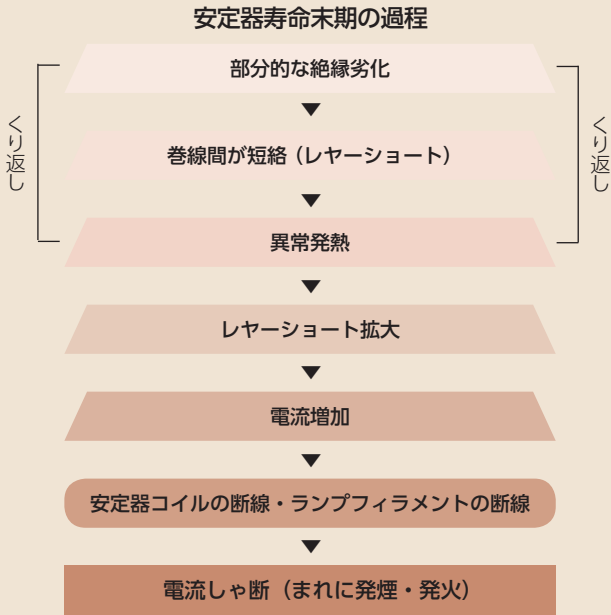 安定器寿命末期の過程
部分的な絶縁劣化
くり返し
くり返し
▼
巻線間が短絡（レヤーショート）
▼
異常発熱
▼
レヤーショート拡大
▼
電流増加
▼
安定器コイルの断線・ランプフィラメントの断線
▼
電流しゃ断（まれに発煙・発火）